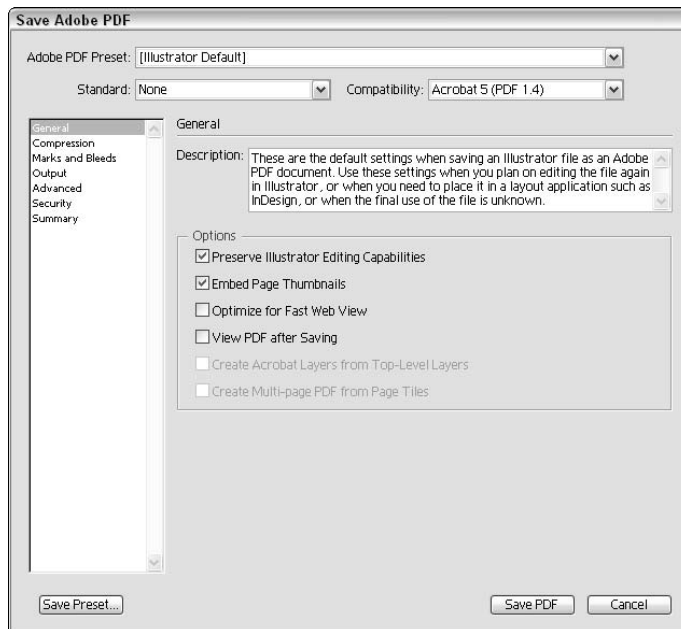 Save Adobe PDF
Adobe PDF Preset: [Illustrator Default]
Standard: None Compatibility: Acrobat 5 (PDF 1.4)
General
Compression
Marks and Bleeds
Output
Advanced
Security
Summary
General
Description: These are the default settings when saving an Illustrator file as an Adobe
PDF document. Use these settings when you plan on editing the file again
in Illustrator, or when you need to place it in a layout application such as
InDesign, or when the final use of the file is unknown.
Options
Preserve Illustrator Editing Capabilities
Embed Page Thumbnails
Optimize for Fast Web View
View PDF after Saving
Create Acrobat Layers from Top-Level Layers
Create Multi-page PDF from Page Tiles
Save Preset... Save PDF Cancel